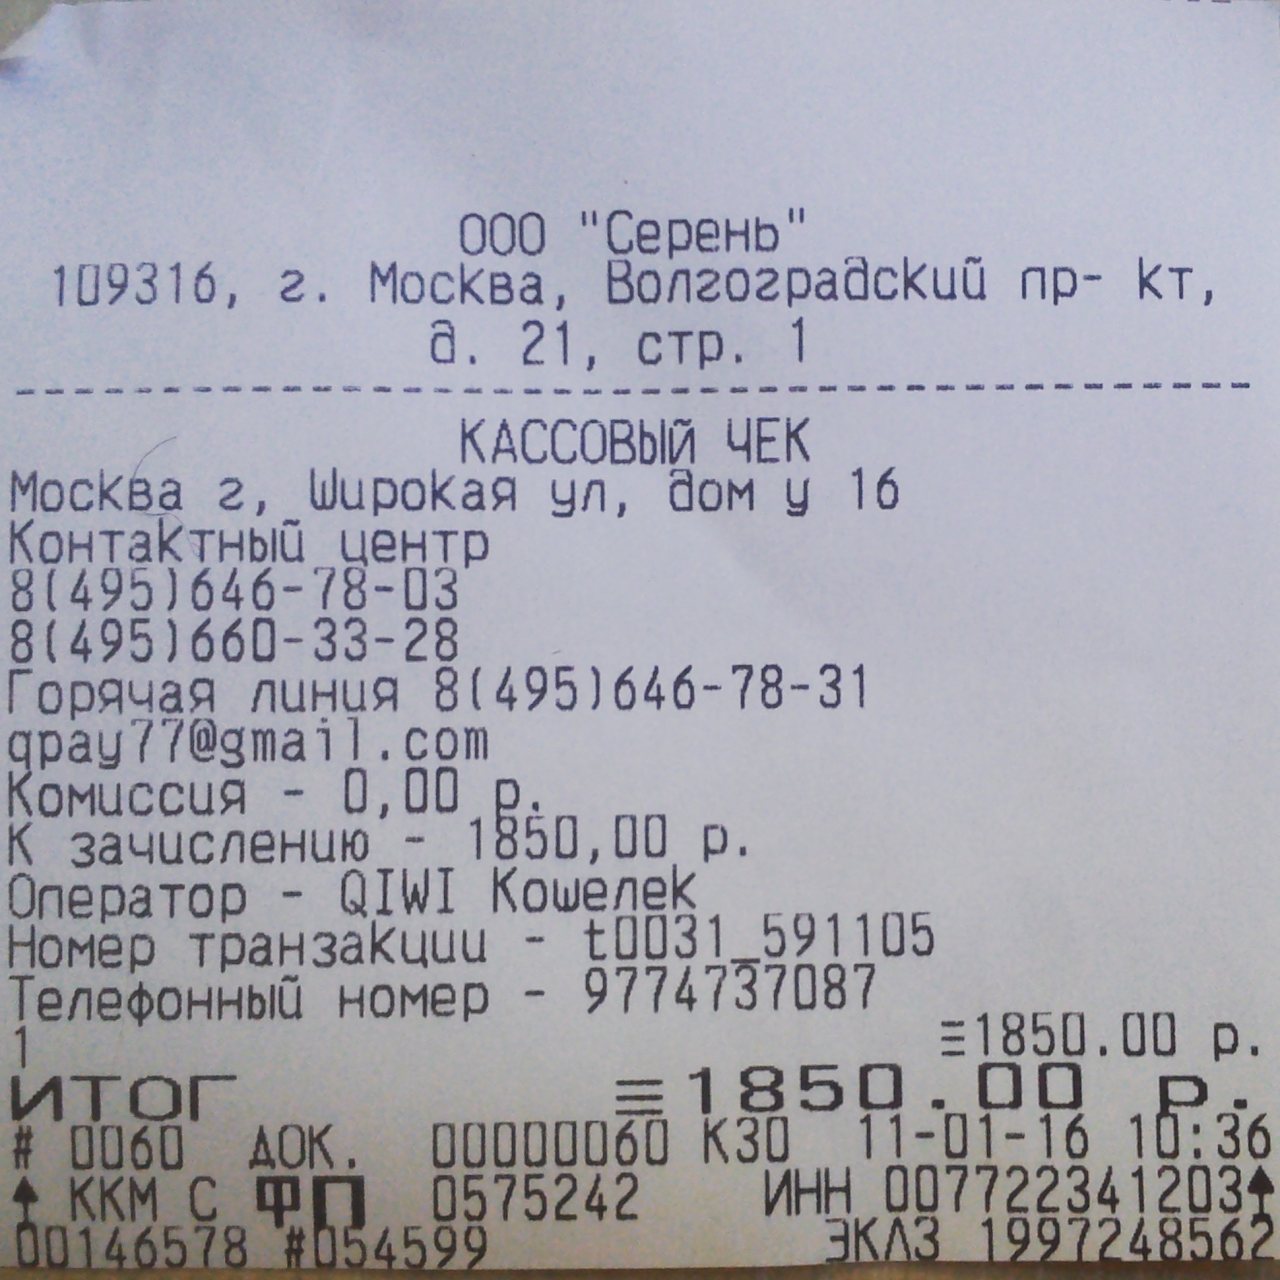 ООО "Серень"
109316, г. Москва, Волгоградский пр- кт,
д. 21, стр. 1
КАССОВЫЙ ЧЕК
Москва г, Широкая ул, дом у 16
Контактный центр
8(495)646-78-03
8(495)660-33-28
Горячая линия 8(495)646-78-31
qpay77@gmail.com
Комиссия - 0,00 р.
К зачислению - 1850,00 р.
Оператор - QIWI Кошелек
Номер транзакции - t0031_591105
Телефонный номер - 9774737087
1 ≡1850.00 р.
ИТОГ ≡1850.00 р.
# 0060 ДОК. 00000060 К30 11-01-16 10:36
ККМ С ФП 0575242 ИНН 007722341203
00146578 #054599 ЭКЛЗ 1997248562